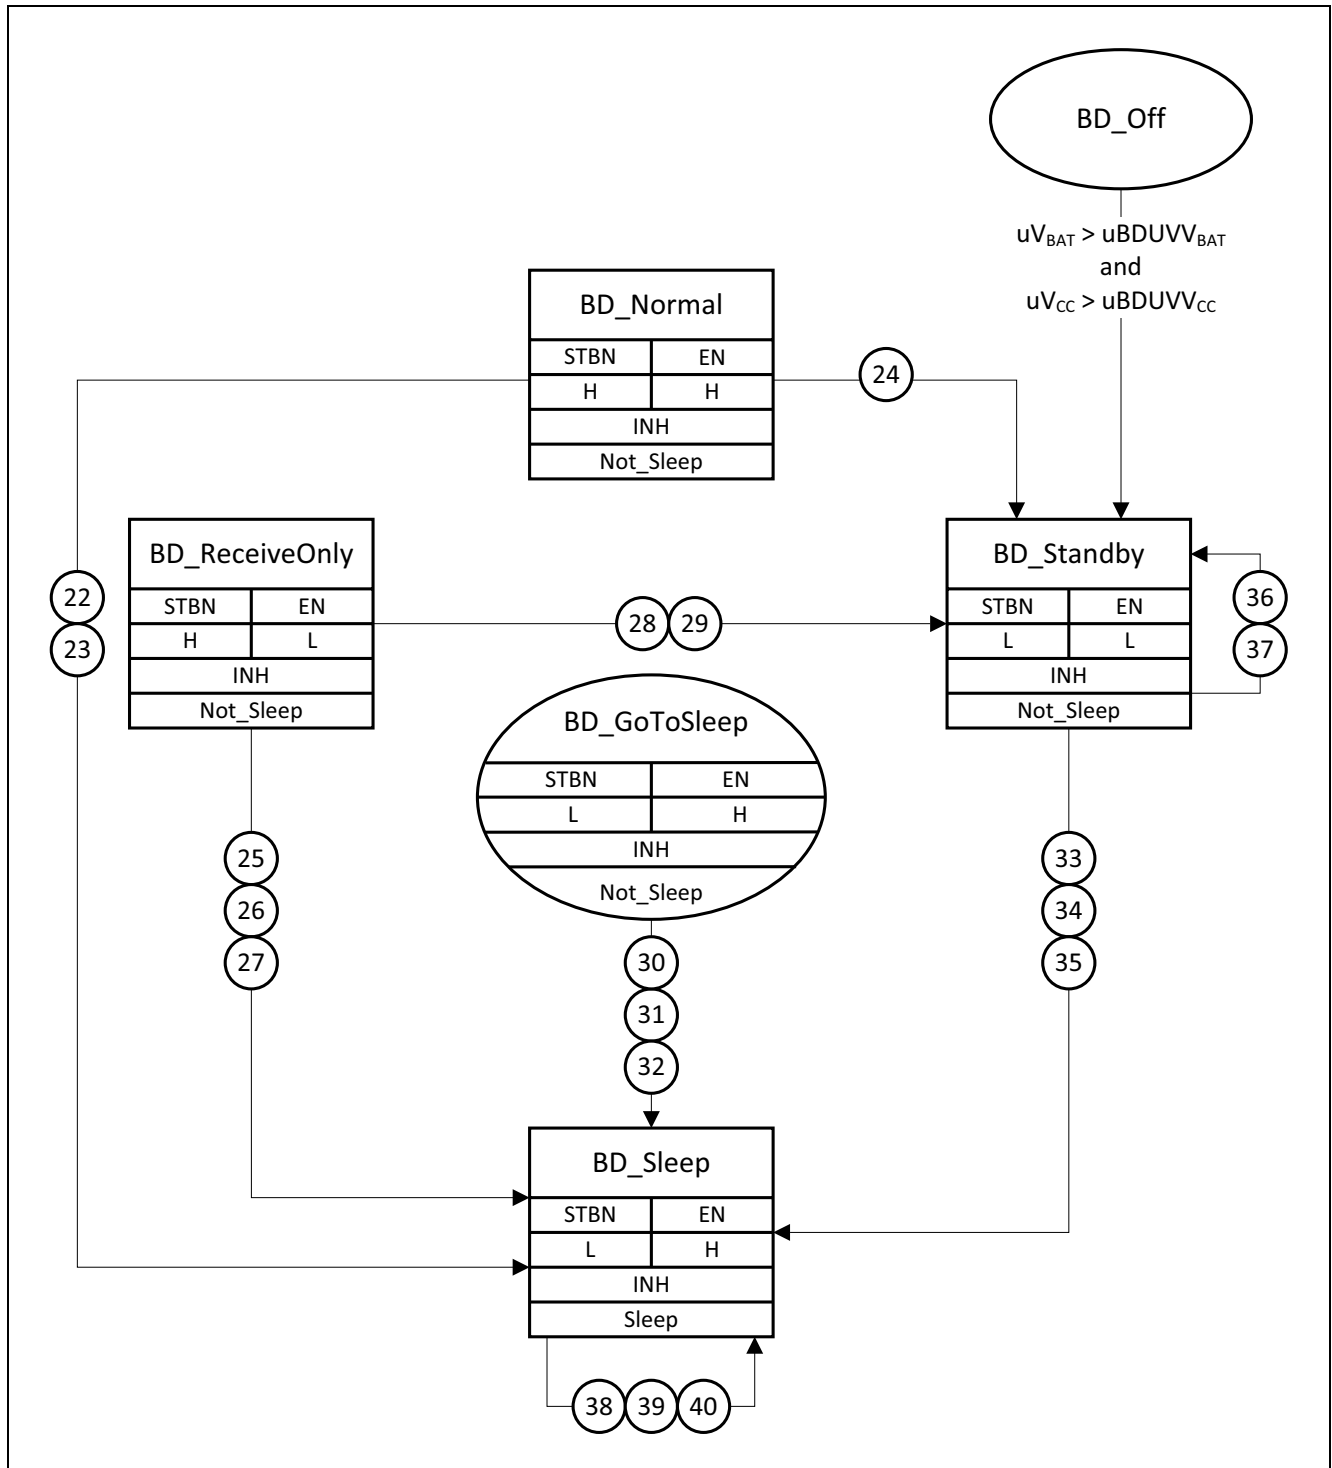 BD_Off
uVBAT > uBDUVVBAT
and
uVCC > uBDUVVCC
BD_Normal
STBN EN
H H
INH
Not_Sleep
24
22
23
BD_ReceiveOnly
STBN EN
H L
INH
Not_Sleep
28 29
BD_Standby
STBN EN
L L
INH
Not_Sleep
36
37
BD_GoToSleep
STBN EN
L H
INH
Not_Sleep
25
26
27
30
31
32
33
34
35
BD_Sleep
STBN EN
L H
INH
Sleep
38 39 40